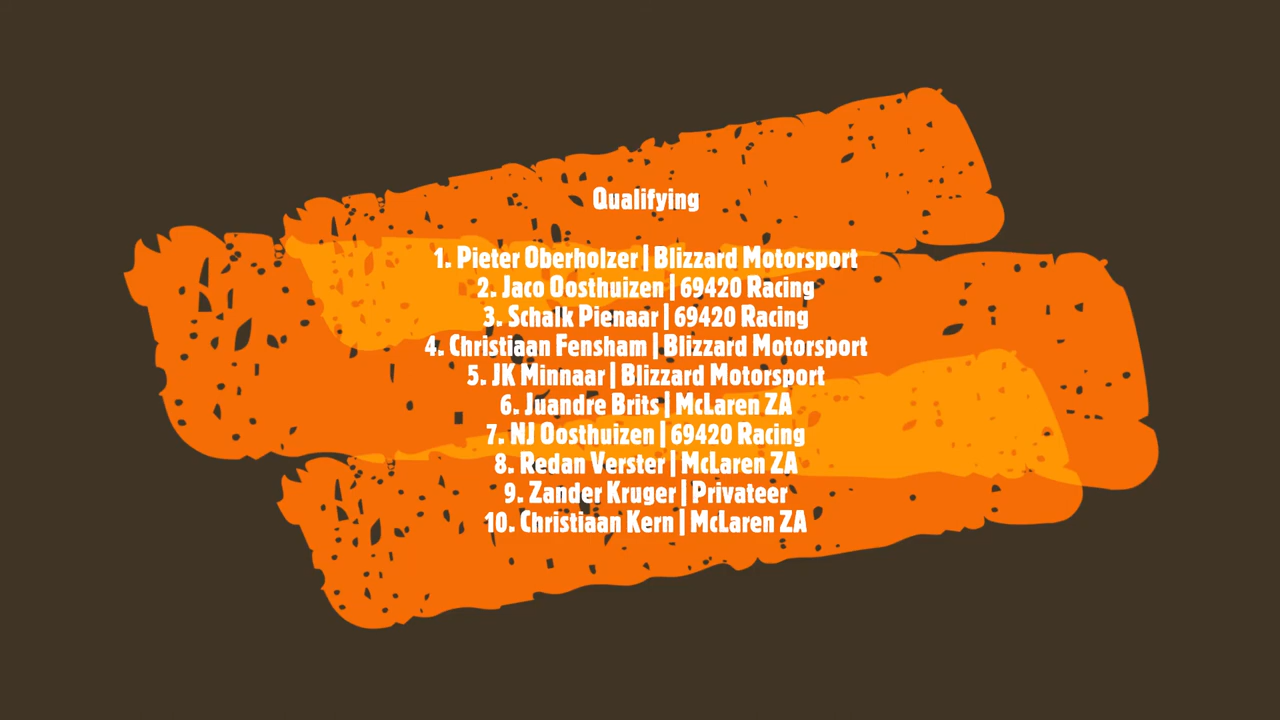 Qualifying
1. Pieter Oberholzer | Blizzard Motorsport
2. Jaco Oosthuizen | 69420 Racing
3. Schalk Pienaar | 69420 Racing
4. Christiaan Fensham | Blizzard Motorsport
5. JK Minnaar | Blizzard Motorsport
6. Juandre Brits | McLaren ZA
7. NJ Oosthuizen | 69420 Racing
8. Redan Verster | McLaren ZA
9. Zander Kruger | Privateer
10. Christiaan Kern | McLaren ZA